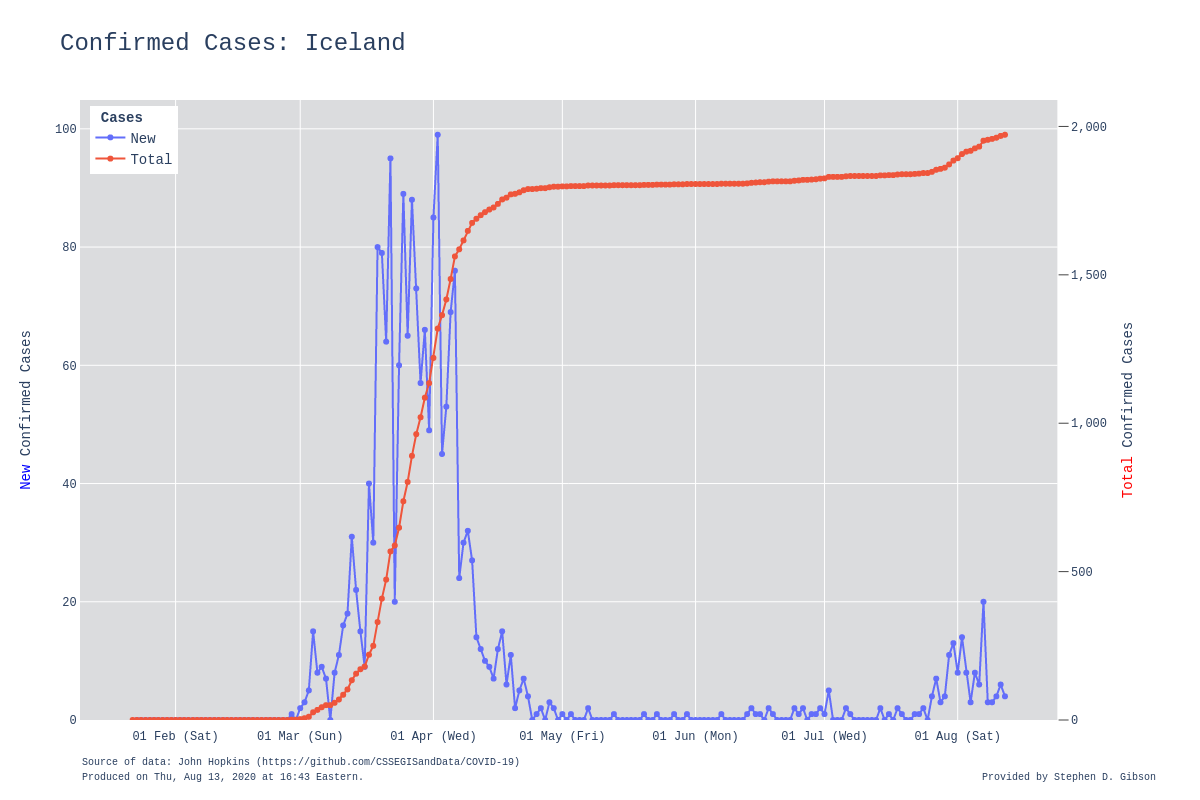 Confirmed Cases: Iceland
Cases
New
Total
100
80
60
40
20
0
2,000
1,500
1,000
500
0
New Confirmed Cases
Total Confirmed Cases
01 Feb (Sat) 01 Mar (Sun) 01 Apr (Wed) 01 May (Fri) 01 Jun (Mon) 01 Jul (Wed) 01 Aug (Sat)
Source of data: John Hopkins (https://github.com/CSSEGISandData/COVID-19)
Produced on Thu, Aug 13, 2020 at 16:43 Eastern.
Provided by Stephen D. Gibson